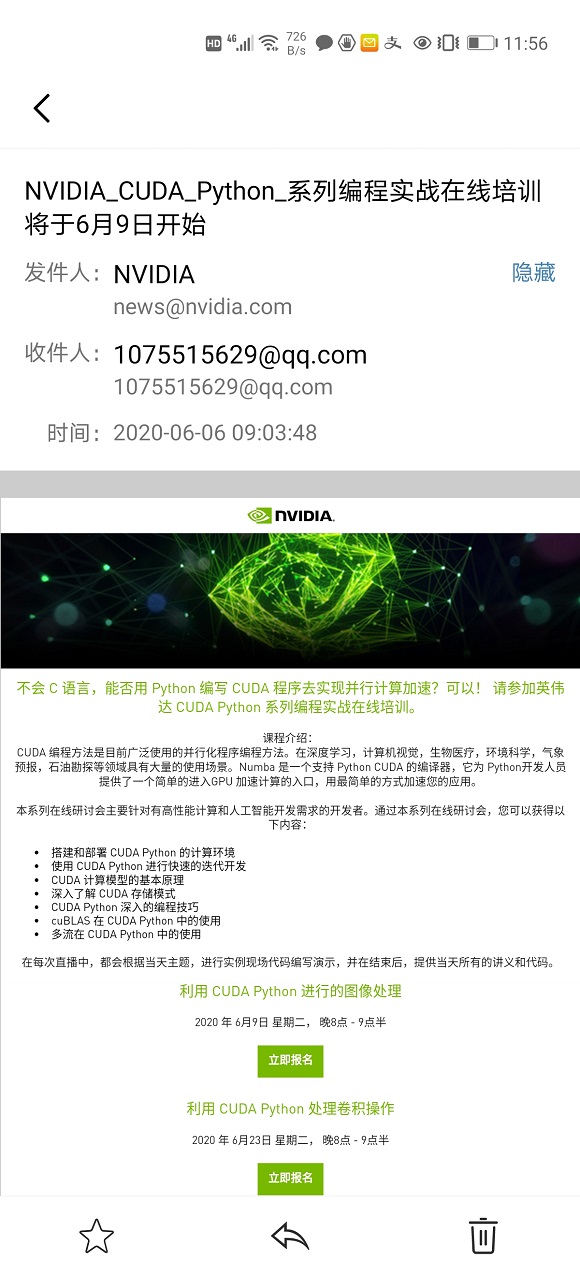 HD 4G 726 B/s 支 11:56
NVIDIA_CUDA_Python_系列编程实战在线培训
将于6月9日开始
发件人： NVIDIA 隐藏
news@nvidia.com
收件人： 1075515629@qq.com
1075515629@qq.com
时间： 2020-06-06 09:03:48
NVIDIA.
不会 C 语言，能否用 Python 编写 CUDA 程序去实现并行计算加速？可以！ 请参加英伟
达 CUDA Python 系列编程实战在线培训。
课程介绍：
CUDA 编程方法是目前广泛使用的并行化程序编程方法。在深度学习，计算机视觉，生物医疗，环境科学，气象
预报，石油勘探等领域具有大量的使用场景。Numba 是一个支持 Python CUDA 的编译器，它为 Python开发人员
提供了一个简单的进入GPU 加速计算的入口，用最简单的方式加速您的应用。
本系列在线研讨会主要针对有高性能计算和人工智能开发需求的开发者。通过本系列在线研讨会，您可以获得以
下内容：
• 搭建和部署 CUDA Python 的计算环境
• 使用 CUDA Python 进行快速的迭代开发
• CUDA 计算模型的基本原理
• 深入了解 CUDA 存储模式
• CUDA Python 深入的编程技巧
• cuBLAS 在 CUDA Python 中的使用
• 多流在 CUDA Python 中的使用
在每次直播中，都会根据当天主题，进行实例现场代码编写演示，并在结束后，提供当天所有的讲义和代码。
利用 CUDA Python 进行的图像处理
2020 年 6月9日 星期二， 晚8点 - 9点半
立即报名
利用 CUDA Python 处理卷积操作
2020 年 6月23日 星期二， 晚8点 - 9点半
立即报名